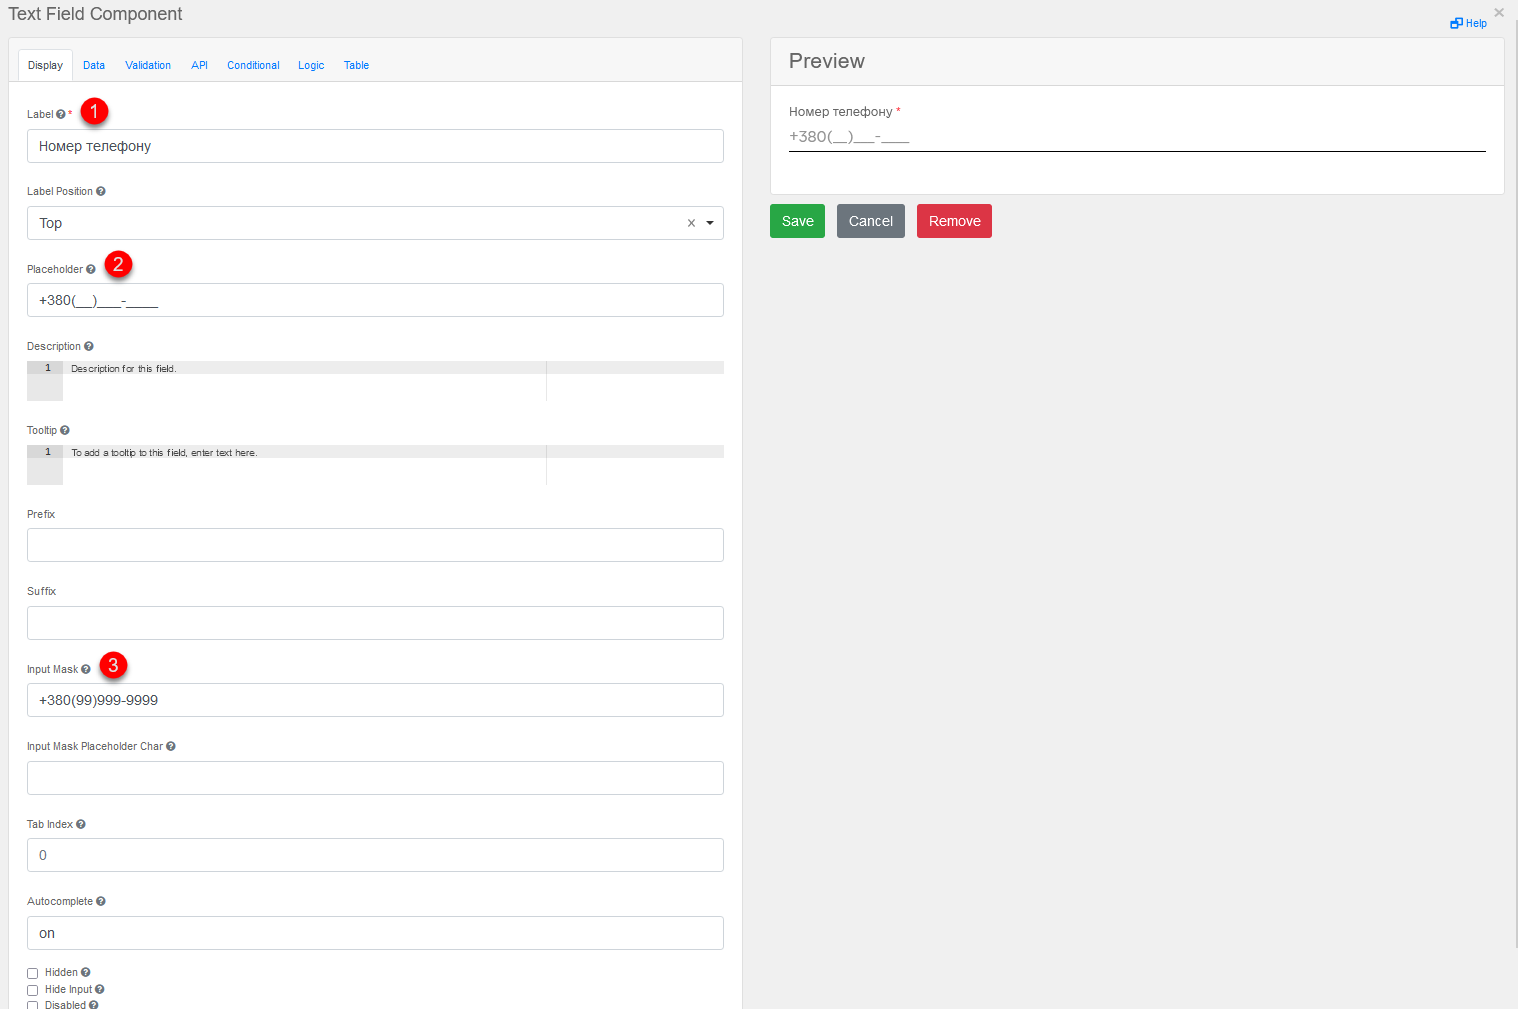 Text Field Component
×
Help
Display Data Validation API Conditional Logic Table
Label *
1
Номер телефону
Label Position
Top ×
Placeholder
2
+380(__)___-____
Description
1 Description for this field.
Tooltip
1 To add a tooltip to this field, enter text here.
Prefix
Suffix
Input Mask
3
+380(99)999-9999
Input Mask Placeholder Char
Tab Index
0
Autocomplete
on
Hidden
Hide Input
Disabled
Preview
Номер телефону *
+380(__)___-____
Save Cancel Remove